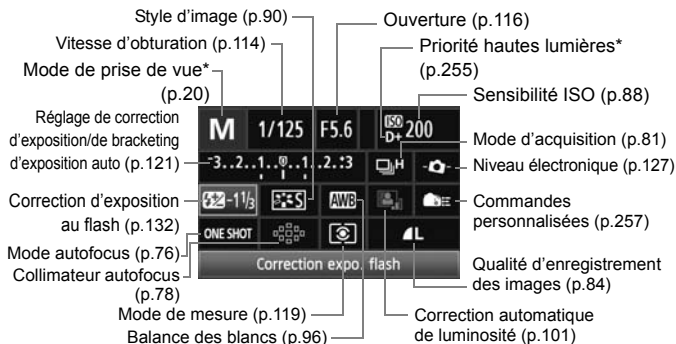 Style d'image (p.90)
Ouverture (p.116)
Vitesse d'obturation (p.114)
Priorité hautes lumières*
(p.255)
Mode de prise de vue*
(p.20)
Sensibilité ISO (p.88)
Réglage de correction
d'exposition/de bracketing
d'exposition auto (p.121)
Mode d'acquisition (p.81)
Niveau électronique (p.127)
Correction d'exposition
au flash (p.132)
Commandes
personnalisées (p.257)
Mode autofocus (p.76)
Collimateur autofocus
(p.78)
Qualité d'enregistrement
des images (p.84)
Mode de mesure (p.119)
Balance des blancs (p.96)
Correction automatique
de luminosité (p.101)
M 1/125 F5.6 ISO D+ 200
-3..2..1..0..1..2.:3 H
-1 1/3 S AWB
ONE SHOT L
Correction expo. flash